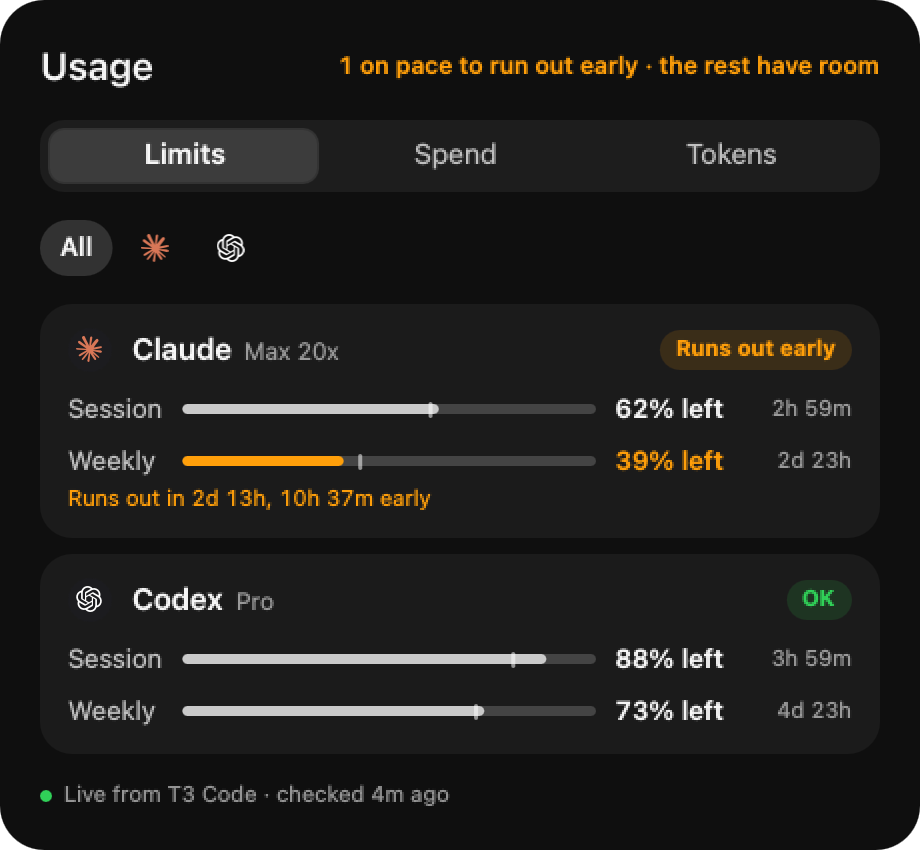 Usage
1 on pace to run out early · the rest have room
Limits
Spend
Tokens
All
Claude Max 20x
Runs out early
Session 62% left 2h 59m
Weekly 39% left 2d 23h
Runs out in 2d 13h, 10h 37m early
Codex Pro
OK
Session 88% left 3h 59m
Weekly 73% left 4d 23h
Live from T3 Code · checked 4m ago